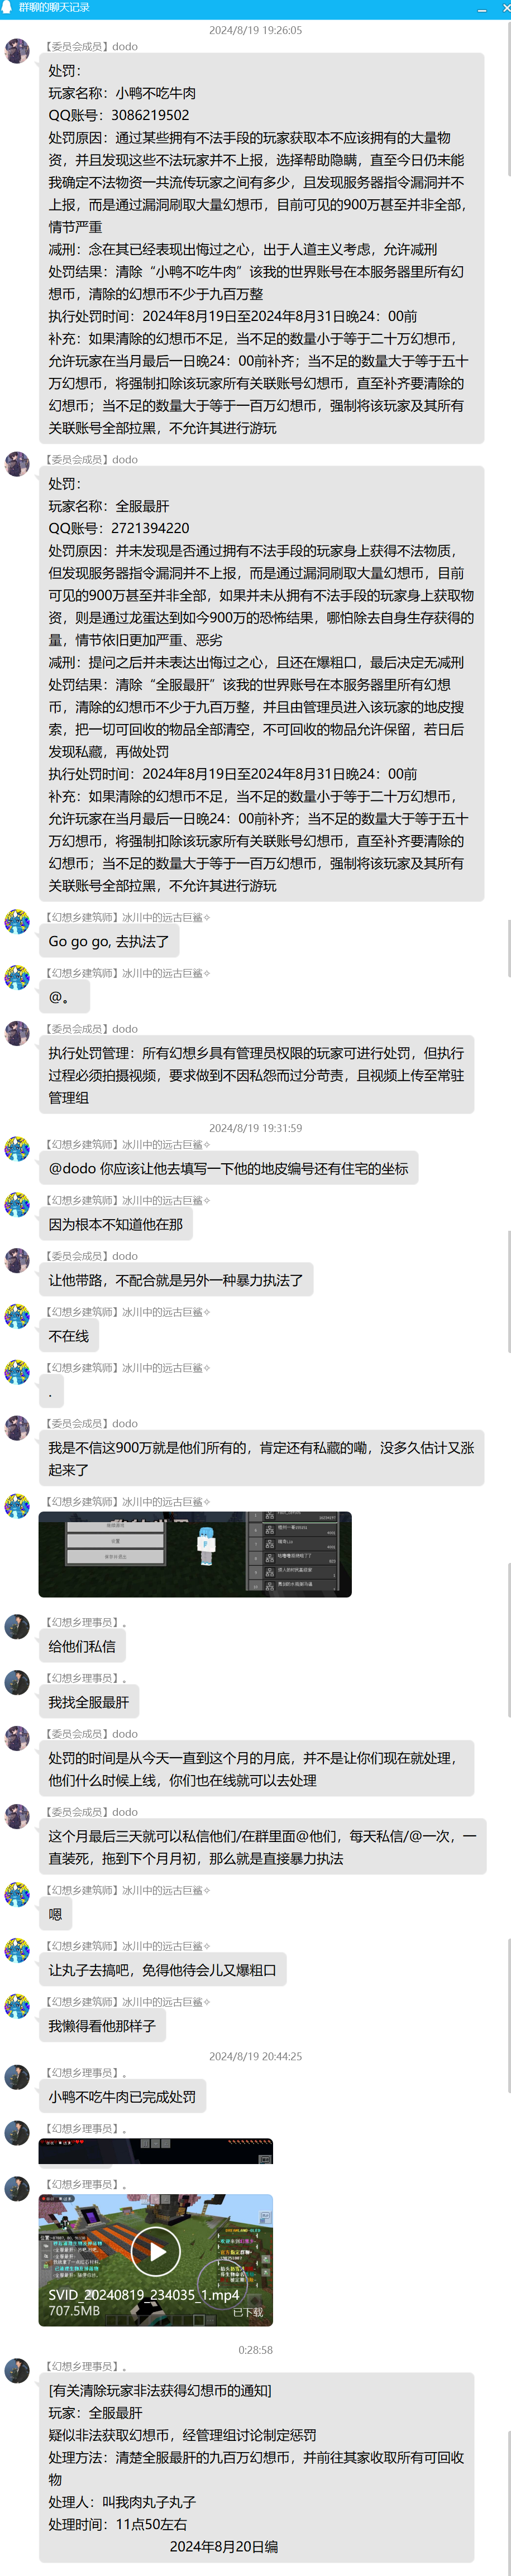 群聊的聊天记录
2024/8/19 19:26:05
【委员会成员】dodo
处罚：
玩家名称：小鸭不吃牛肉
QQ账号：3086219502
处罚原因：通过某些拥有不法手段的玩家获取本不应该拥有的大量物
资，并且发现这些不法玩家并不上报，选择帮助隐瞒，直至今日仍未能
我确定不法物资一共流传玩家之间有多少，且发现服务器指令漏洞并不
上报，而是通过漏洞刷取大量幻想币，目前可见的900万甚至并非全部，
情节严重
减刑：念在其已经表现出悔过之心，出于人道主义考虑，允许减刑
处罚结果：清除“小鸭不吃牛肉”该我的世界账号在本服务器里所有幻
想币，清除的幻想币不少于九百万整
执行处罚时间：2024年8月19日至2024年8月31日晚24：00前
补充：如果清除的幻想币不足，当不足的数量小于等于二十万幻想币，
允许玩家在当月最后一日晚24：00前补齐；当不足的数量大于等于五十
万幻想币，将强制扣除该玩家所有关联账号幻想币，直至补齐要清除的
幻想币；当不足的数量大于等于一百万幻想币，强制将该玩家及其所有
关联账号全部拉黑，不允许其进行游玩
【委员会成员】dodo
处罚：
玩家名称：全服最肝
QQ账号：2721394220
处罚原因：并未发现是否通过拥有不法手段的玩家身上获得不法物质，
但发现服务器指令漏洞并不上报，而是通过漏洞刷取大量幻想币，目前
可见的900万甚至并非全部，如果并未从拥有不法手段的玩家身上获取物
资，则是通过龙蛋达到如今900万的恐怖结果，哪怕除去自身生存获得的
量，情节依旧更加严重、恶劣
减刑：提问之后并未表达出悔过之心，且还在爆粗口，最后决定无减刑
处罚结果：清除“全服最肝”该我的世界账号在本服务器里所有幻想
币，清除的幻想币不少于九百万整，并且由管理员进入该玩家的地皮搜
索，把一切可回收的物品全部清空，不可回收的物品允许保留，若日后
发现私藏，再做处罚
执行处罚时间：2024年8月19日至2024年8月31日晚24：00前
补充：如果清除的幻想币不足，当不足的数量小于等于二十万幻想币，
允许玩家在当月最后一日晚24：00前补齐；当不足的数量大于等于五十
万幻想币，将强制扣除该玩家所有关联账号幻想币，直至补齐要清除的
幻想币；当不足的数量大于等于一百万幻想币，强制将该玩家及其所有
关联账号全部拉黑，不允许其进行游玩
【幻想乡建筑师】冰川中的远古巨鲨✧
Go go go, 去执法了
【幻想乡建筑师】冰川中的远古巨鲨✧
@。
【委员会成员】dodo
执行处罚管理：所有幻想乡具有管理员权限的玩家可进行处罚，但执行
过程必须拍摄视频，要求做到不因私怨而过分苛责，且视频上传至常驻
管理组
2024/8/19 19:31:59
【幻想乡建筑师】冰川中的远古巨鲨✧
@dodo 你应该让他去填写一下他的地皮编号还有住宅的坐标
【幻想乡建筑师】冰川中的远古巨鲨✧
因为根本不知道他在那
【委员会成员】dodo
让他带路，不配合就是另外一种暴力执法了
【幻想乡建筑师】冰川中的远古巨鲨✧
不在线
【幻想乡建筑师】冰川中的远古巨鲨✧
.
【委员会成员】dodo
我是不信这900万就是他们所有的，肯定还有私藏的嘞，没多久估计又涨
起来了
【幻想乡建筑师】冰川中的远古巨鲨✧
【幻想乡理事员】。
给他们私信
【幻想乡理事员】。
我找全服最肝
【委员会成员】dodo
处罚的时间是从今天一直到这个月的月底，并不是让你们现在就处理，
他们什么时候上线，你们也在线就可以去处理
【委员会成员】dodo
这个月最后三天就可以私信他们/在群里面@他们，每天私信/@一次，一
直装死，拖到下个月月初，那么就是直接暴力执法
【幻想乡建筑师】冰川中的远古巨鲨✧
嗯
【幻想乡建筑师】冰川中的远古巨鲨✧
让丸子去搞吧，免得他待会儿又爆粗口
【幻想乡建筑师】冰川中的远古巨鲨✧
我懒得看他那样子
2024/8/19 20:44:25
【幻想乡理事员】。
小鸭不吃牛肉已完成处罚
【幻想乡理事员】。
【幻想乡理事员】。
SVID_20240819_234035_1.mp4
707.5MB
已下载
0:28:58
【幻想乡理事员】。
[有关清除玩家非法获得幻想币的通知]
玩家：全服最肝
疑似非法获取幻想币，经管理组讨论制定惩罚
处理方法：清楚全服最肝的九百万幻想币，并前往其家收取所有可回收
物
处理人：叫我肉丸子丸子
处理时间：11点50左右
2024年8月20日编